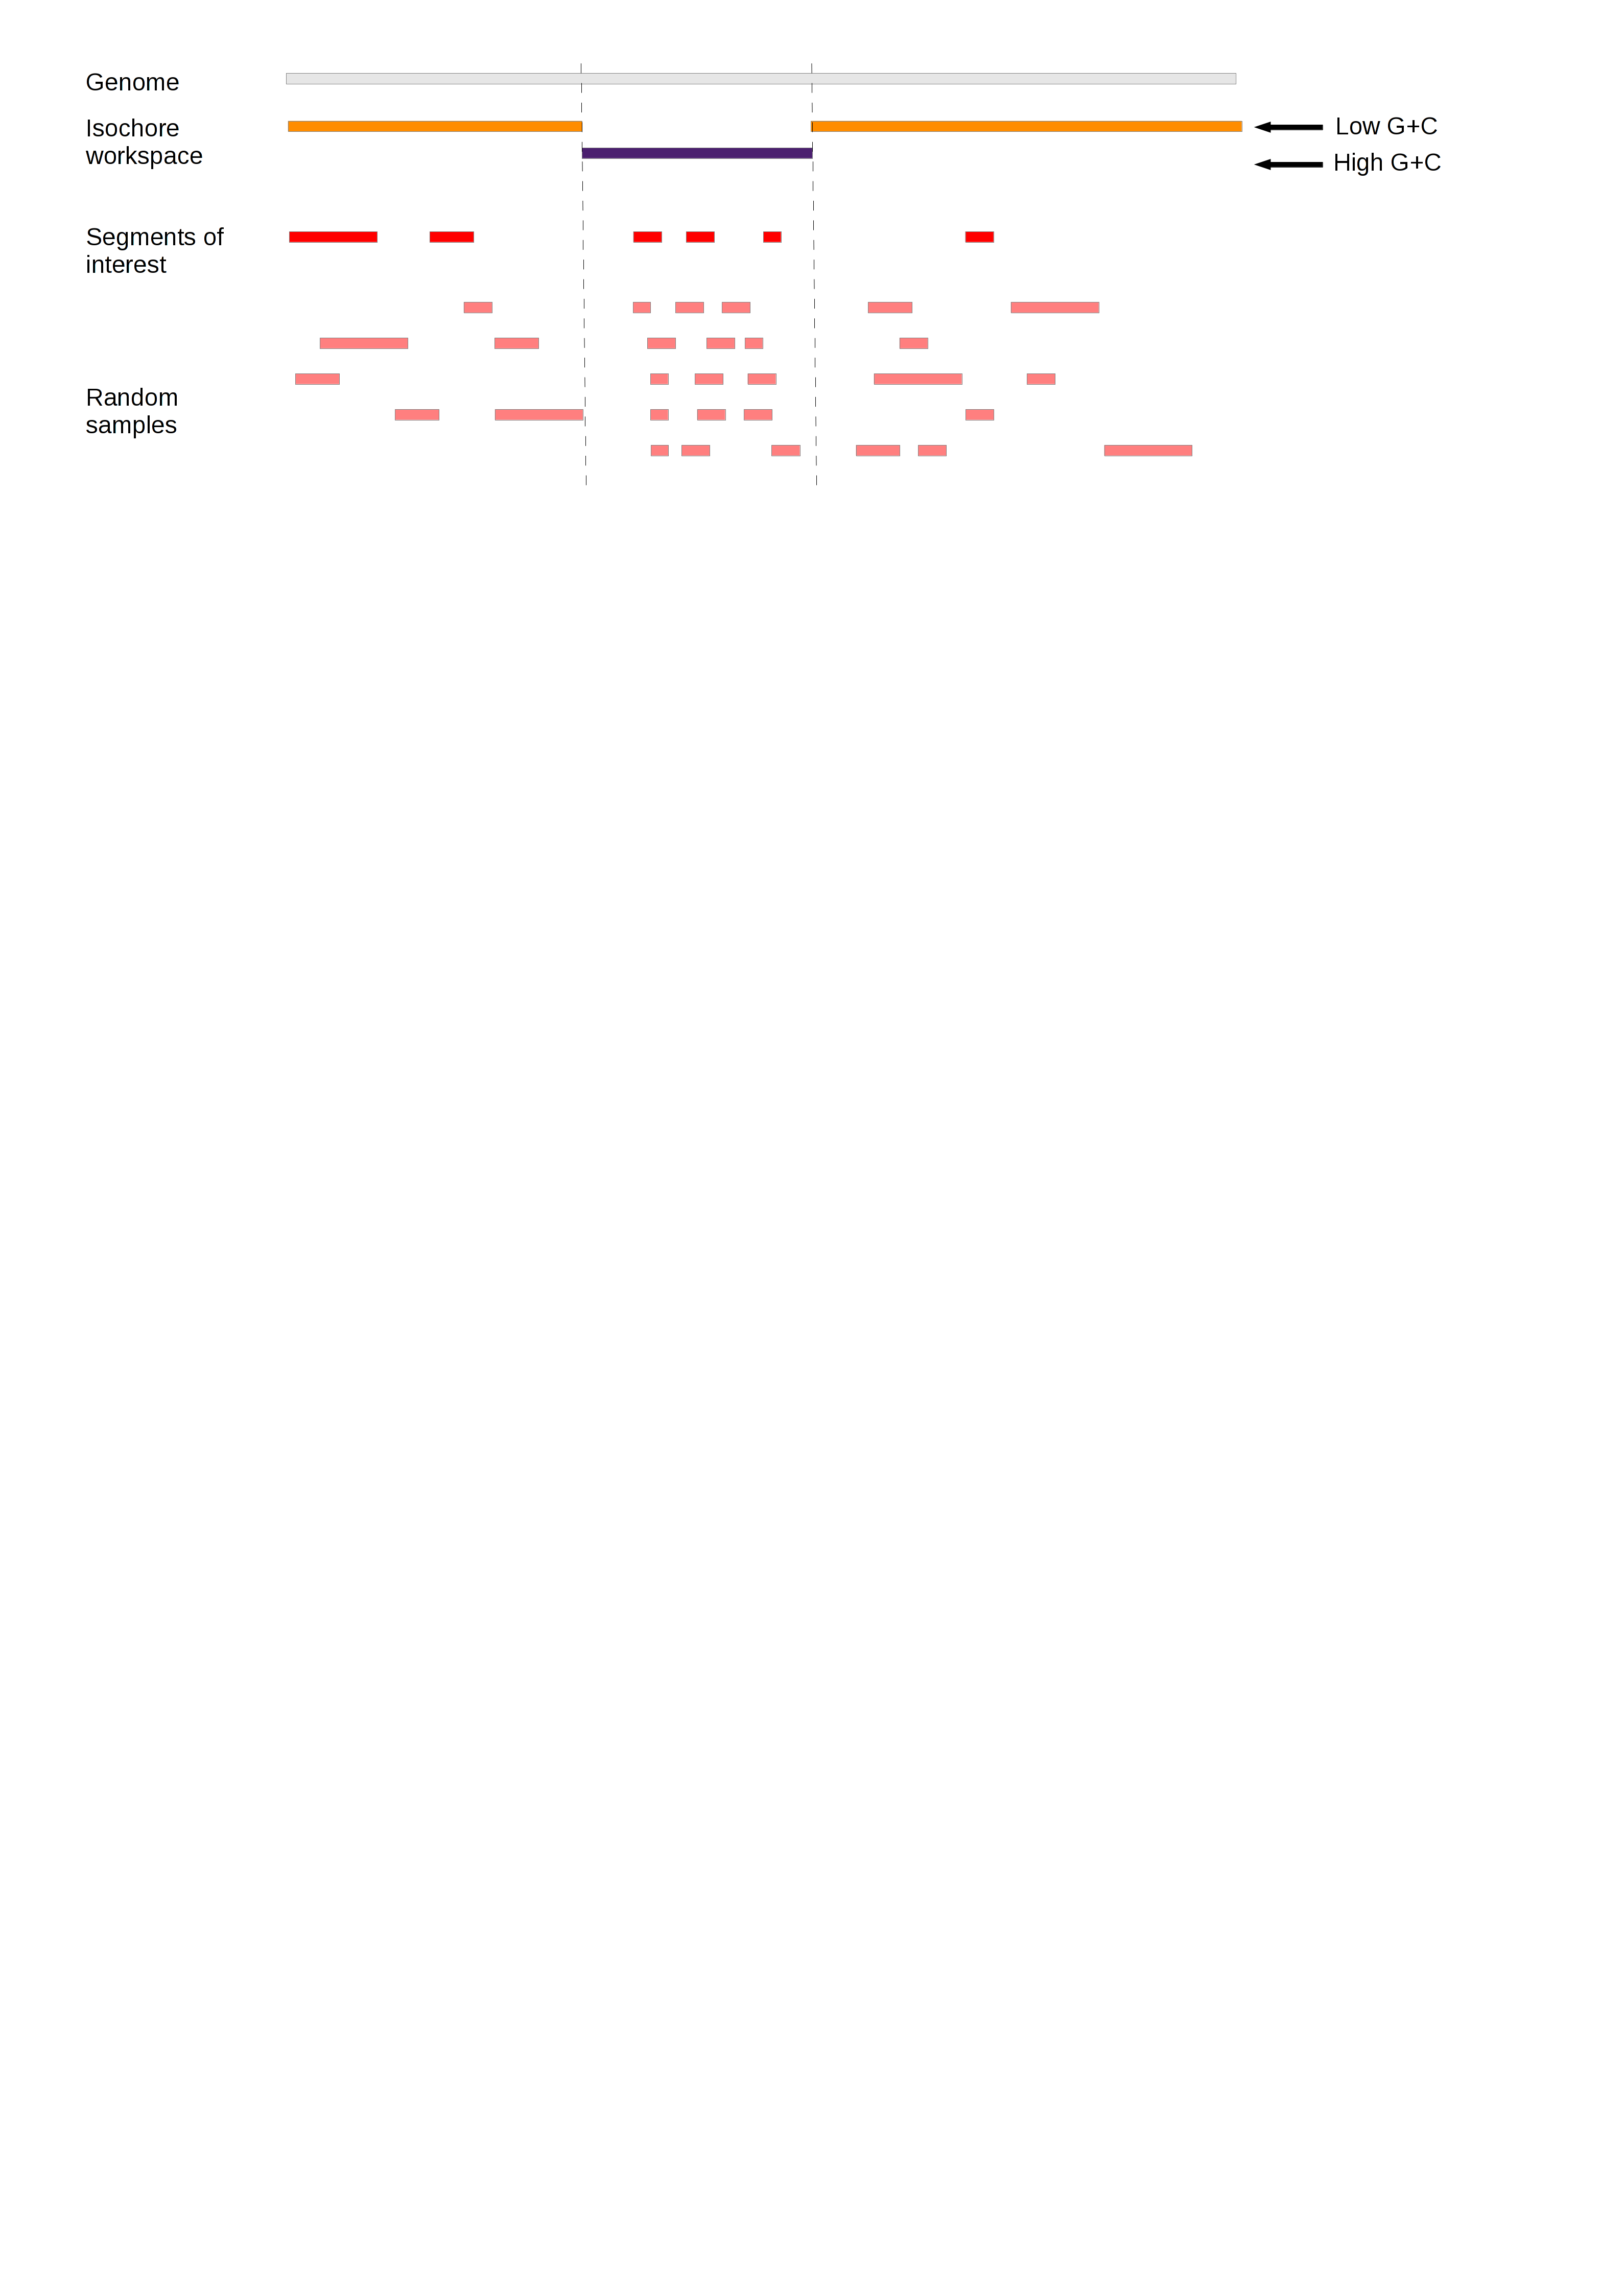 Genome
Isochore
workspace
Low G+C
High G+C
Segments of
interest
Random
samples